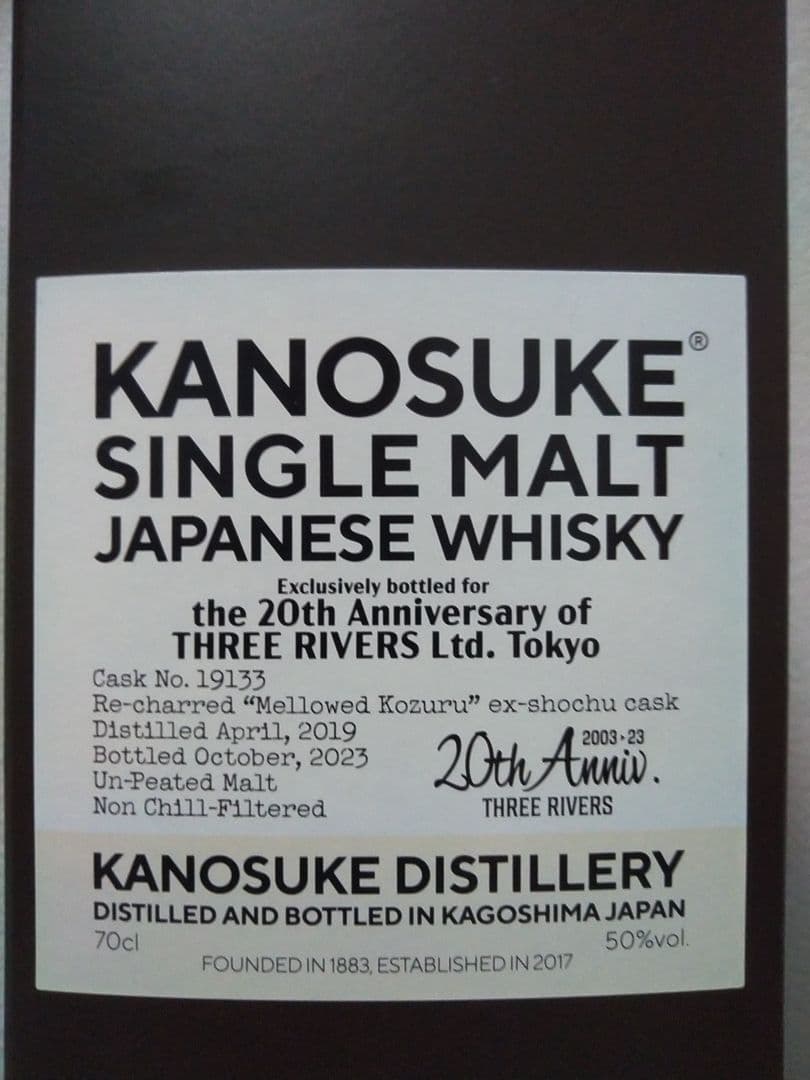 KANOSUKE®
SINGLE MALT
JAPANESE WHISKY
Exclusively bottled for
the 20th Anniversary of
THREE RIVERS Ltd. Tokyo
Cask No. 19133
Re-charred “Mellowed Kozuru” ex-shochu cask
Distilled April, 2019
Bottled October, 2023
Un-Peated Malt
Non Chill-Filtered
2003-23
20th Anniv.
THREE RIVERS
KANOSUKE DISTILLERY
DISTILLED AND BOTTLED IN KAGOSHIMA JAPAN
70cl 50%vol.
FOUNDED IN 1883, ESTABLISHED IN 2017